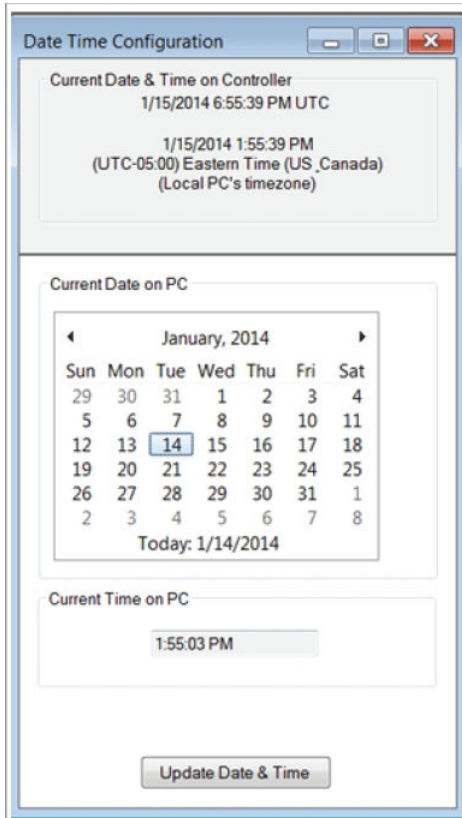 Date Time Configuration
Current Date & Time on Controller
1/15/2014 6:55:39 PM UTC
1/15/2014 1:55:39 PM
(UTC-05:00) Eastern Time (US_Canada)
(Local PC's timezone)
Current Date on PC
January, 2014
Sun Mon Tue Wed Thu Fri Sat
29 30 31 1 2 3 4
5 6 7 8 9 10 11
12 13 14 15 16 17 18
19 20 21 22 23 24 25
26 27 28 29 30 31 1
2 3 4 5 6 7 8
Today: 1/14/2014
Current Time on PC
1:55:03 PM
Update Date & Time